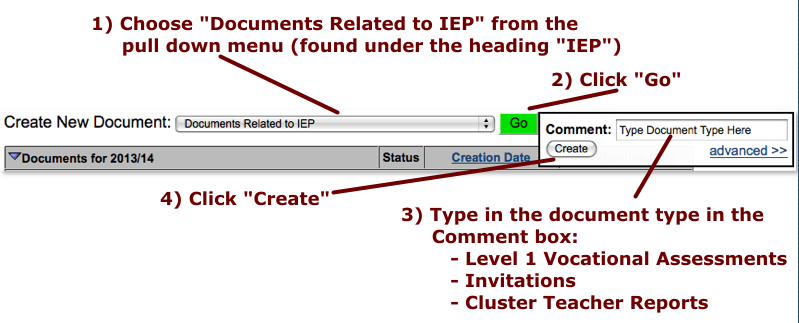 1) Choose "Documents Related to IEP" from the
pull down menu (found under the heading "IEP")
2) Click "Go"
Create New Document: Documents Related to IEP Go
Comment: Type Document Type Here
Create advanced >>
Documents for 2013/14 Status Creation Date
4) Click "Create"
3) Type in the document type in the
Comment box:
- Level 1 Vocational Assessments
- Invitations
- Cluster Teacher Reports